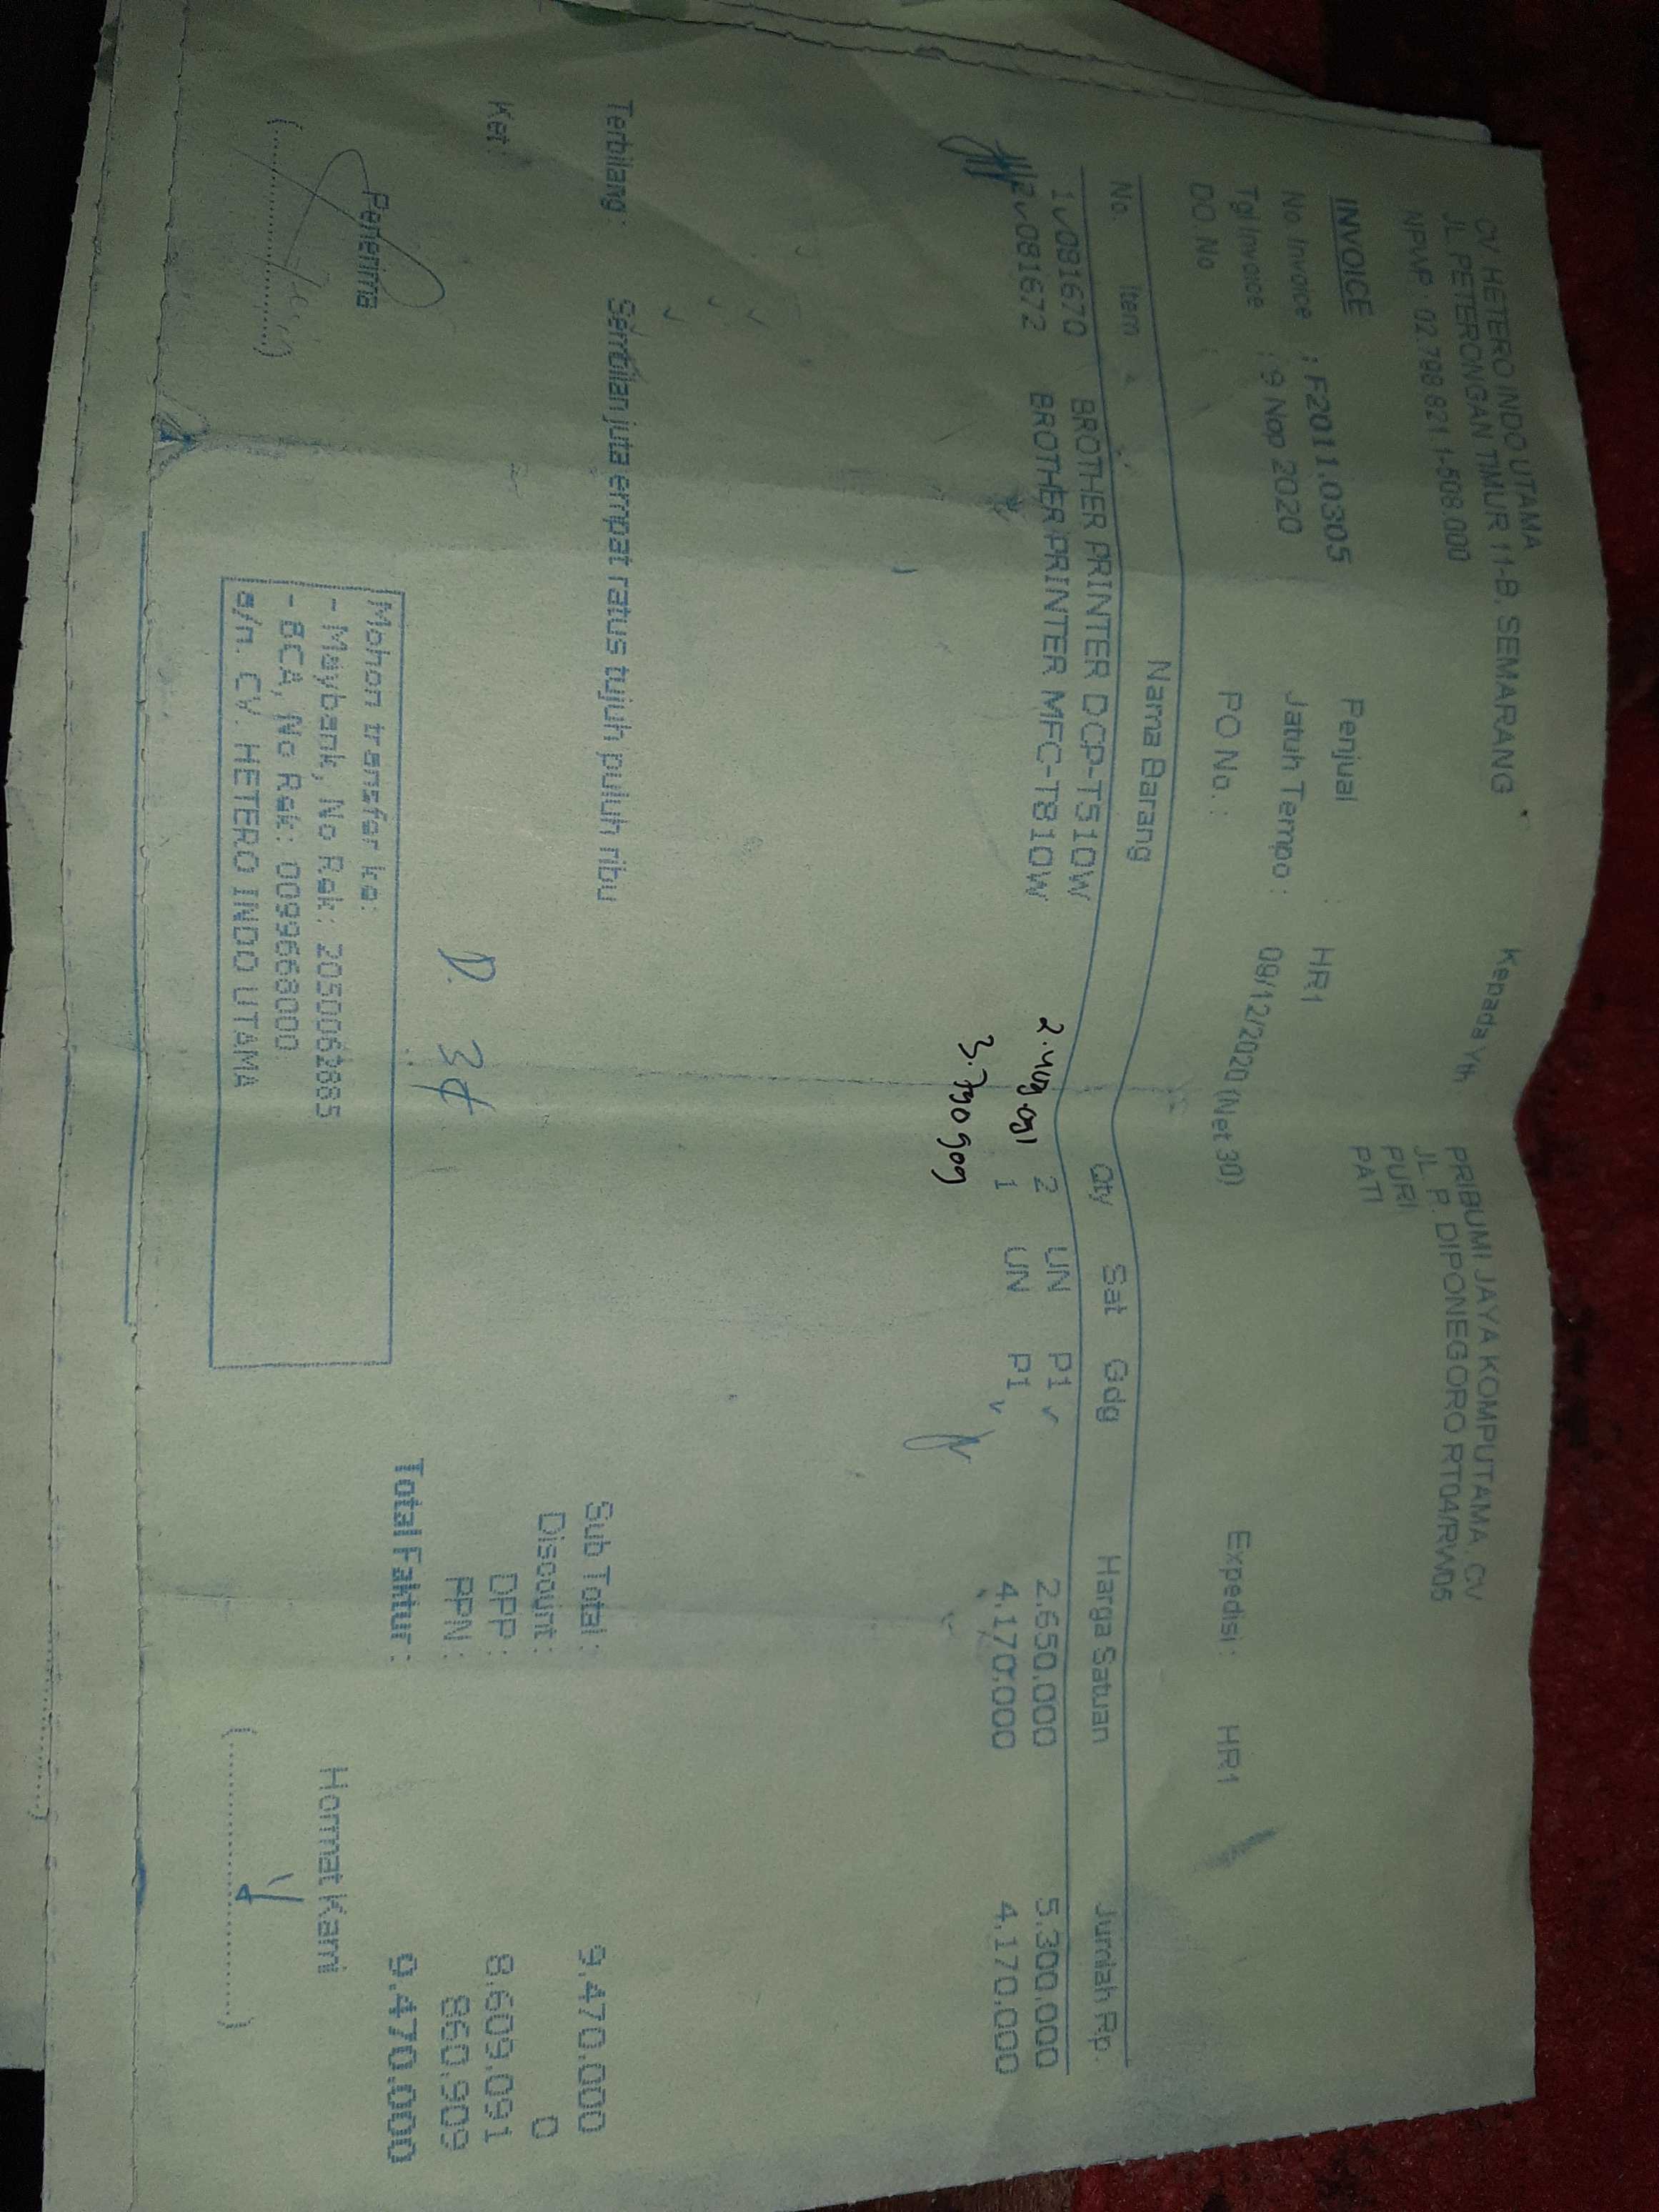 CV HETERO INDO UTAMA
JL. PETERONGAN TIMUR 11-B, SEMARANG
NPWP : 02.798.821.1-508.000
Kepada Yth
PRIBUMI JAYA KOMPUTAMA, CV
JL. P. DIPONEGORO RT04/RW06
PURI
PATI
INVOICE
No. Invoice : F2011.0305
Penjual : HR1
Tgl Invoice : 9 Nop 2020
Jatuh Tempo : 09/12/2020 (Net 30)
DO. No :
PO No. :
Expedisi : HR1
No. Item Nama Barang Qty Sat Gdg Harga Satuan Jumlah Rp.
1 081670 BROTHER PRINTER DCP-T510W 2 UN P1 2.650.000 5.300.000
2 081672 BROTHER PRINTER MFC-T810W 1 UN P1 4.170.000 4.170.000
2.409.091
3.790.909
Terbilang : Sembilan juta empat ratus tujuh puluh ribu
Sub Total : 9.470.000
Discount : 0
Ket :
DPP : 8.609.091
PPN : 860.909
Total Faktur : 9.470.000
Penerima
Mohon transfer ke:
- Maybank, No Rek: 2050062885
- BCA, No Rek: 0099668000
a/n. CV. HETERO INDO UTAMA
Hormat Kami